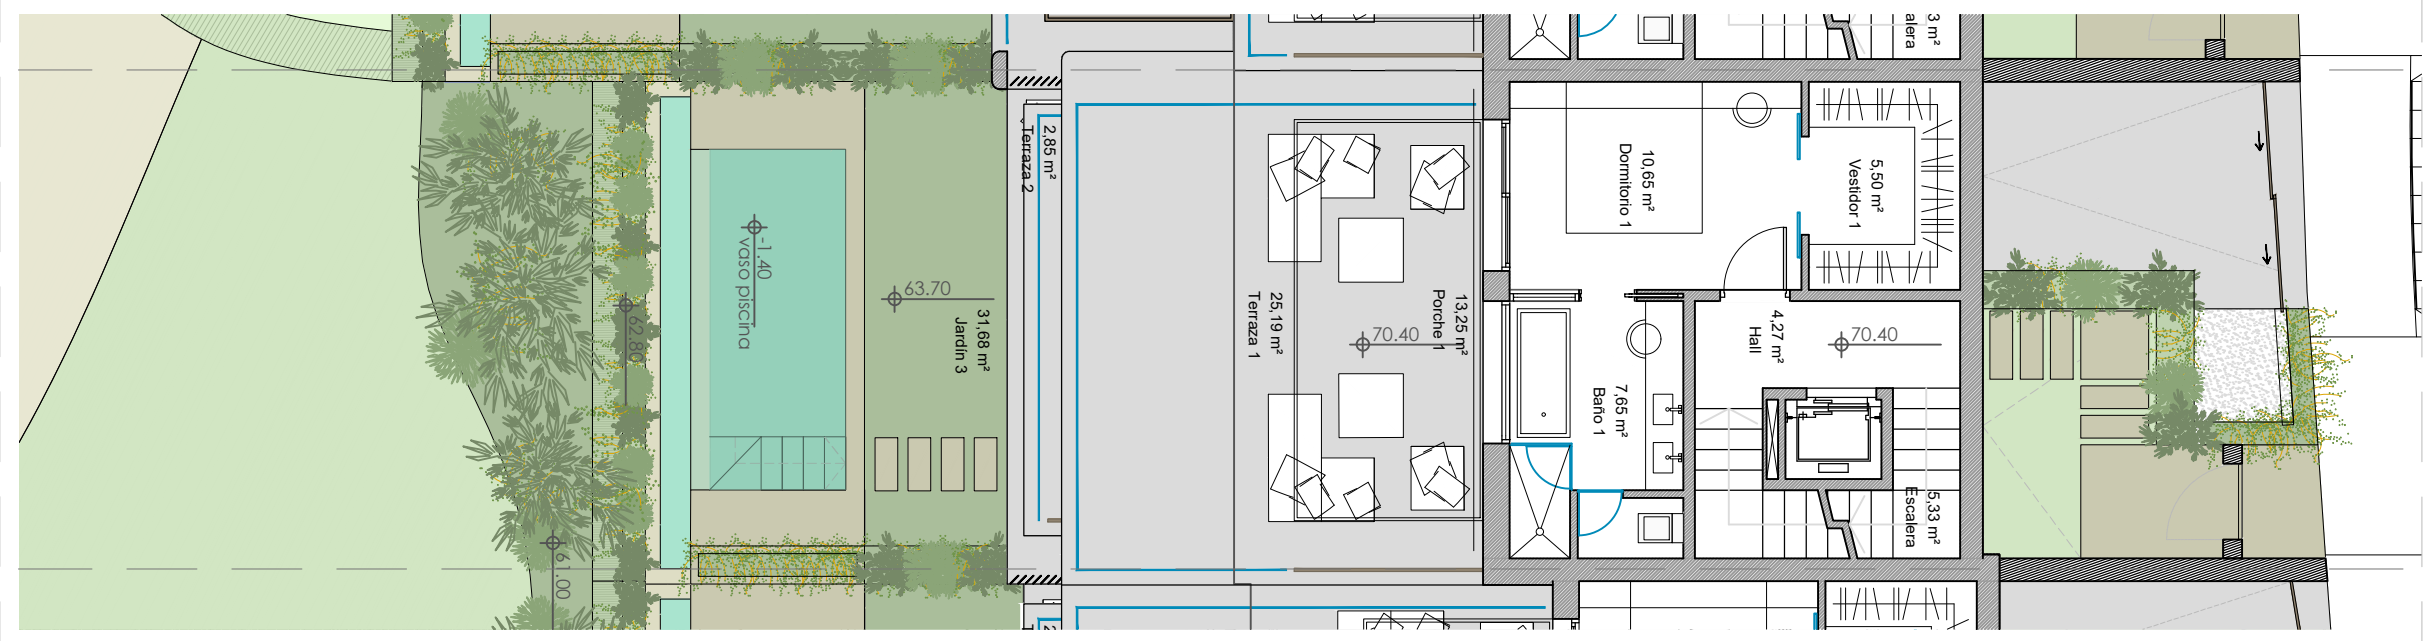 3 m²
alera
2,85 m²
Terraza 2
10,65 m²
Dormitorio 1
5,50 m²
Vestidor 1
-1.40
vaso piscina
63.70
62.80
31,68 m²
Jardín 3
25,19 m²
Terraza 1
13,25 m²
Porche 1
70.40
4,27 m²
Hall
70.40
7,65 m²
Baño 1
5,33 m²
Escalera
61.00
2
T